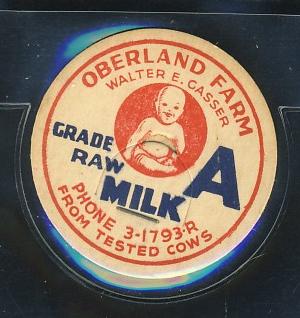 OBERLAND FARM
WALTER E. GASSER
GRADE A
RAW
MILK
PHONE 3-1793-R
FROM TESTED COWS